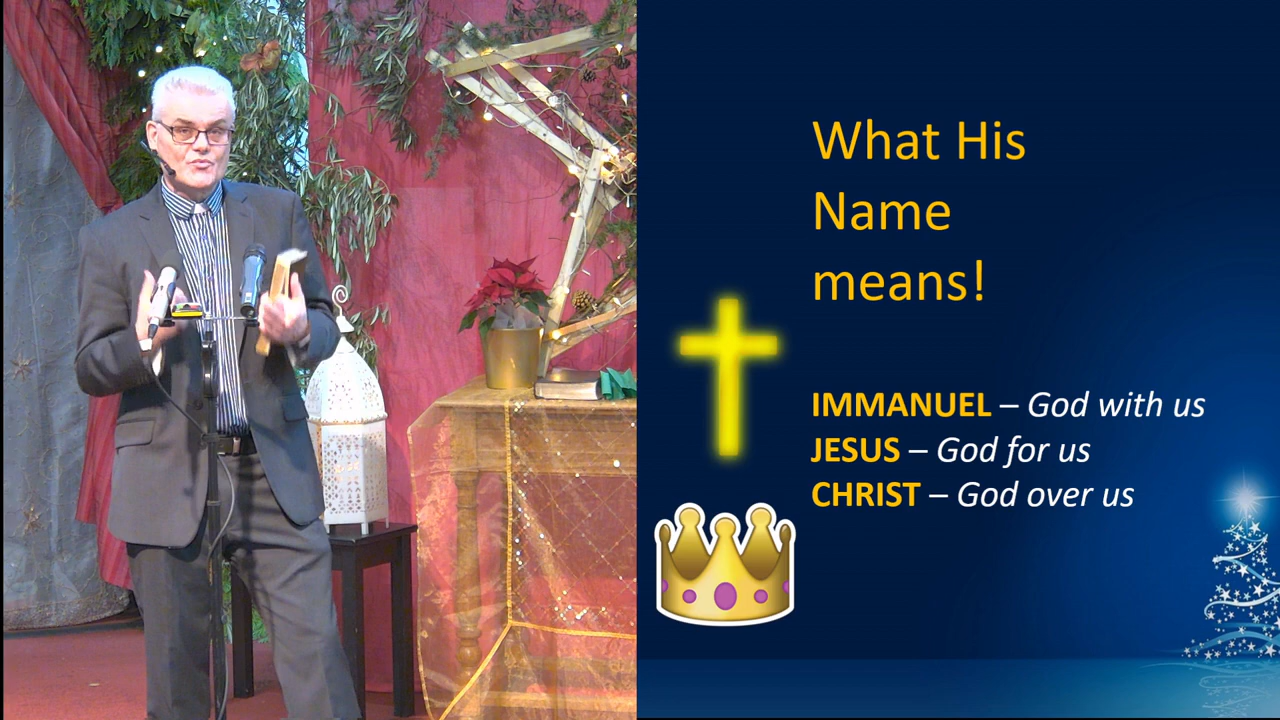 What His
Name
means!
IMMANUEL – God with us
JESUS – God for us
CHRIST – God over us